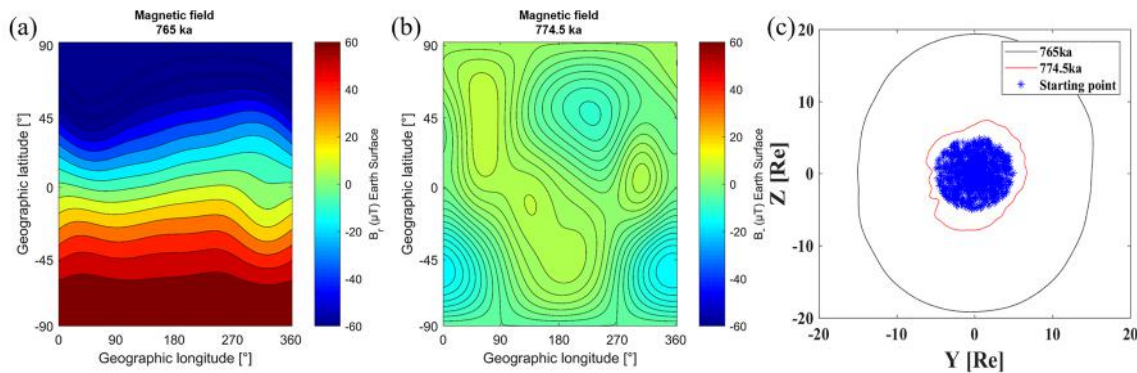 (a)
Magnetic field
765 ka
90
45
0
-45
-90
0 90 180 270 360
Geographic latitude [°]
Geographic longitude [°]
60
40
20
0
-20
-40
-60
B_r (μT) Earth Surface
(b)
Magnetic field
774.5 ka
90
45
0
-45
-90
0 90 180 270 360
Geographic latitude [°]
Geographic longitude [°]
60
40
20
0
-20
-40
-60
(μT) Earth Surface
(c)
20
10
0
-10
-20
-20 -10 0 10 20
Z [Re]
Y [Re]
765ka
774.5ka
Starting point